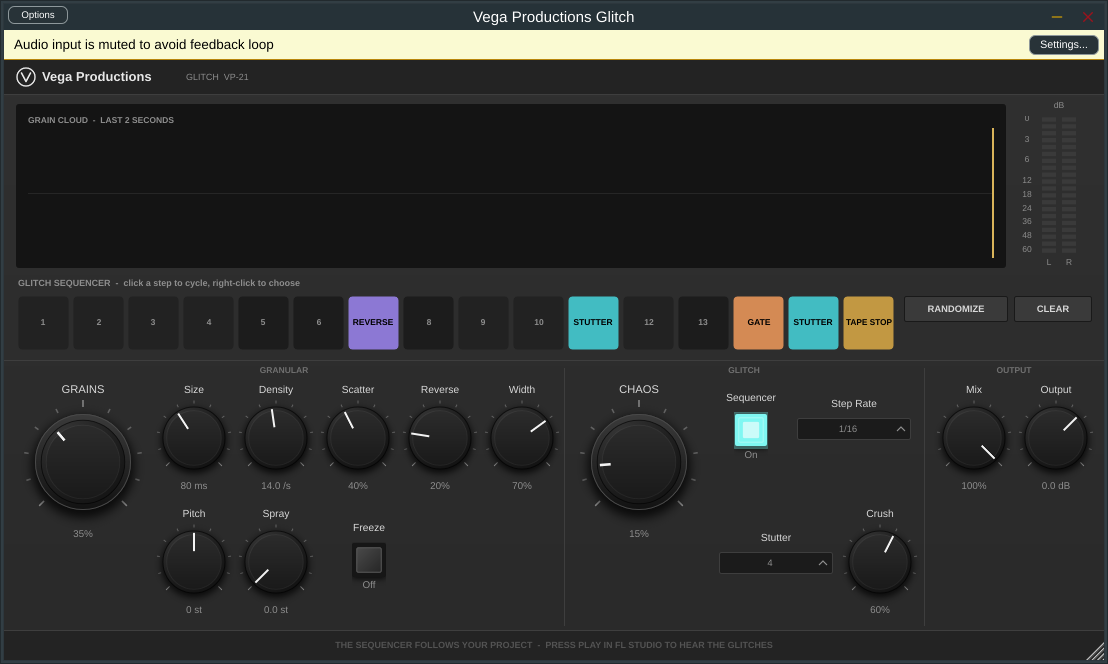 Options
Vega Productions Glitch
Audio input is muted to avoid feedback loop
Settings...
Vega Productions
GLITCH VP-21
dB
GRAIN CLOUD - LAST 2 SECONDS
0
3
6
12
18
24
36
48
60
L R
GLITCH SEQUENCER - click a step to cycle, right-click to choose
1 2 3 4 5 6 REVERSE 8 9 10 STUTTER 12 13 GATE STUTTER TAPE STOP
RANDOMIZE CLEAR
GRANULAR
GRAINS
35%
Size Density Scatter Reverse Width
80 ms 14.0 /s 40% 20% 70%
Pitch Spray Freeze
0 st 0.0 st Off
GLITCH
CHAOS
15%
Sequencer
On
Step Rate
1/16
Stutter
4
Crush
60%
OUTPUT
Mix Output
100% 0.0 dB
THE SEQUENCER FOLLOWS YOUR PROJECT - PRESS PLAY IN FL STUDIO TO HEAR THE GLITCHES